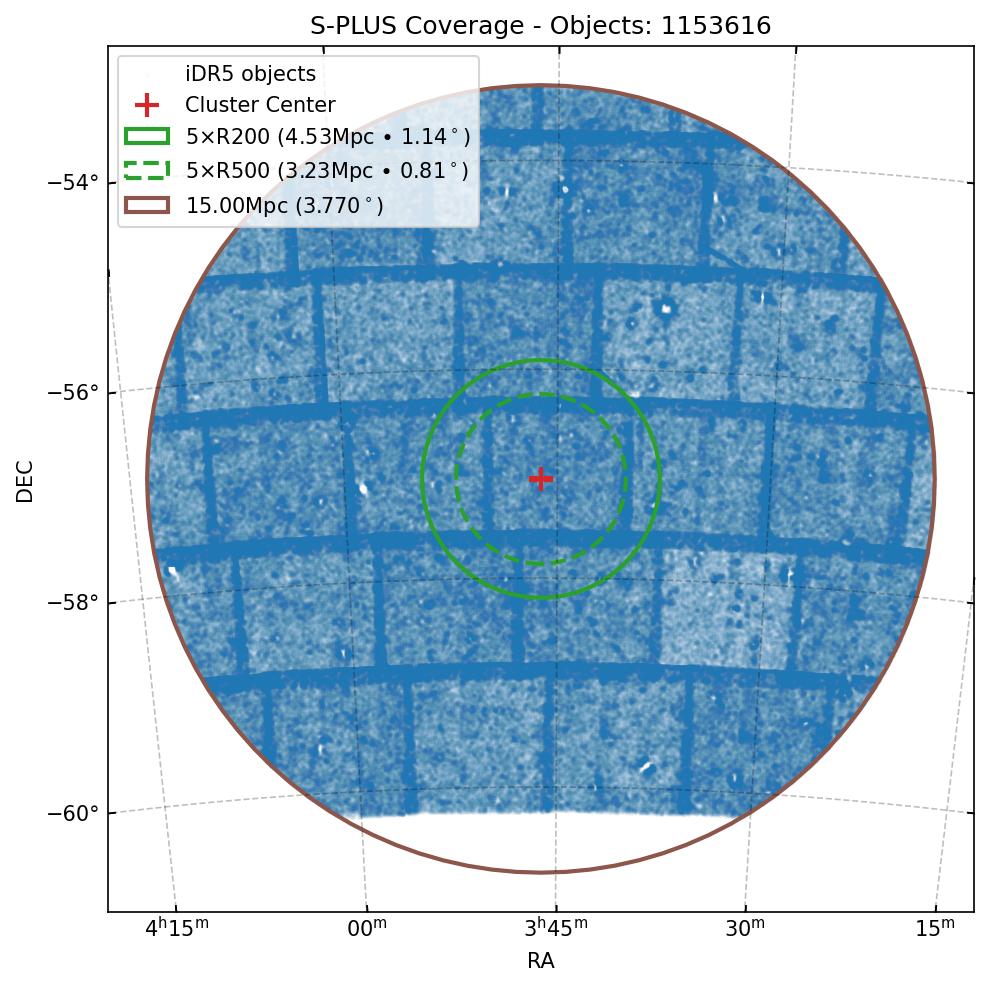 S-PLUS Coverage - Objects: 1153616
iDR5 objects
Cluster Center
5×R200 (4.53Mpc • 1.14°)
5×R500 (3.23Mpc • 0.81°)
15.00Mpc (3.770°)
−54°
−56°
−58°
−60°
DEC
4ʰ15ᵐ 00ᵐ 3ʰ45ᵐ 30ᵐ 15ᵐ
RA